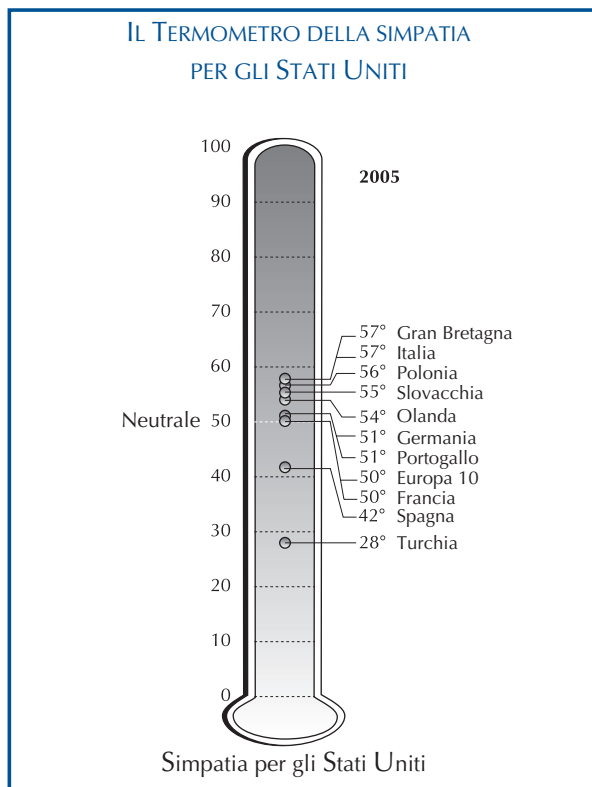 IL TERMOMETRO DELLA SIMPATIA
PER GLI STATI UNITI
2005
100
90
80
70
60
Neutrale 50
40
30
20
10
0
57° Gran Bretagna
57° Italia
56° Polonia
55° Slovacchia
54° Olanda
51° Germania
51° Portogallo
50° Europa 10
50° Francia
42° Spagna
28° Turchia
Simpatia per gli Stati Uniti